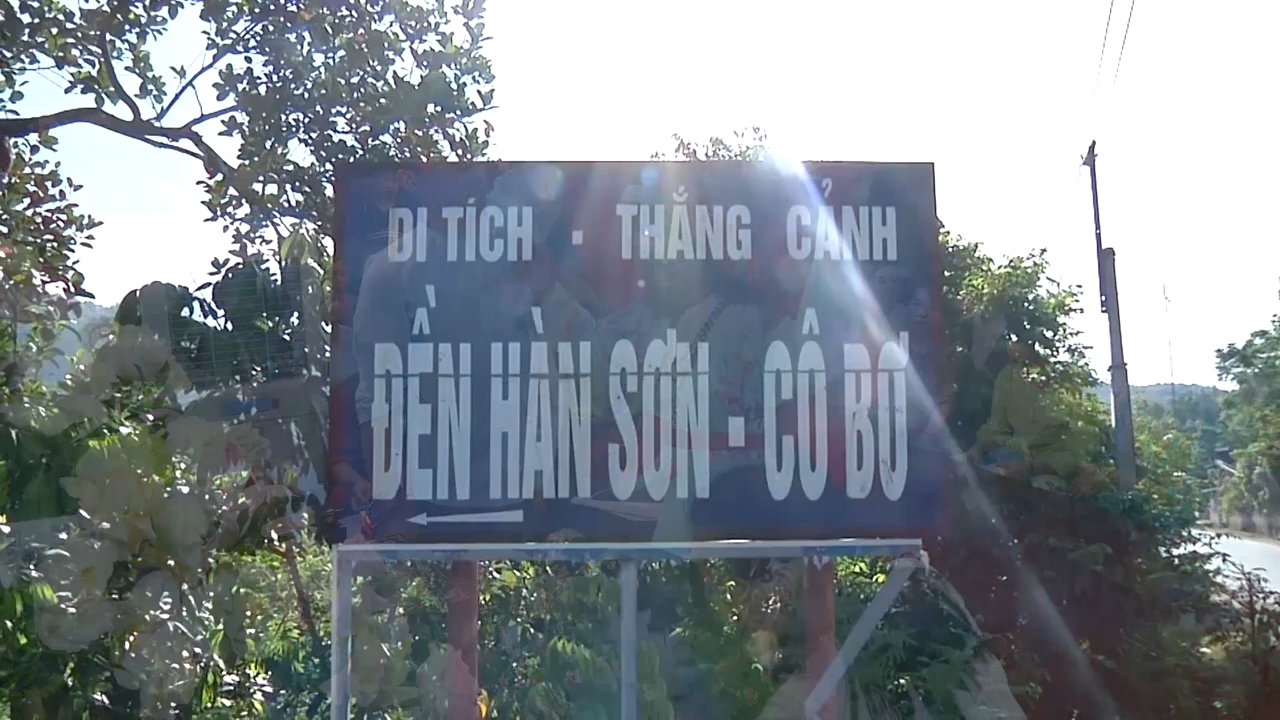 DI TÍCH - THẮNG CẢNH
ĐỀN HÀN SƠN - CÔ BƠ